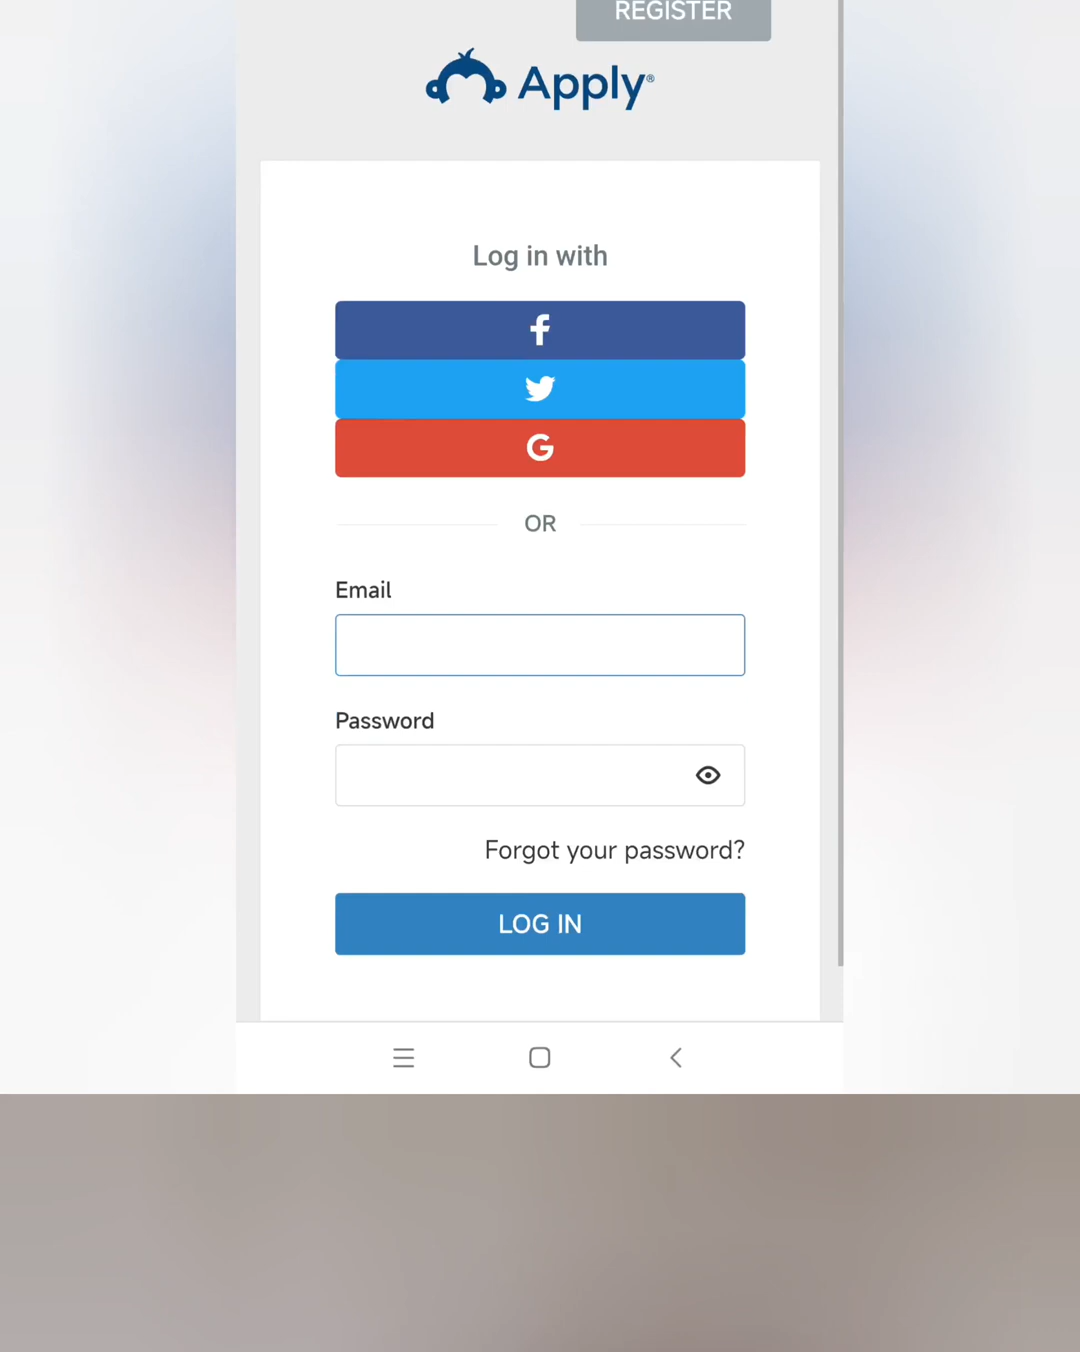 REGISTER
Apply®
Log in with
OR
Email
Password
Forgot your password?
LOG IN